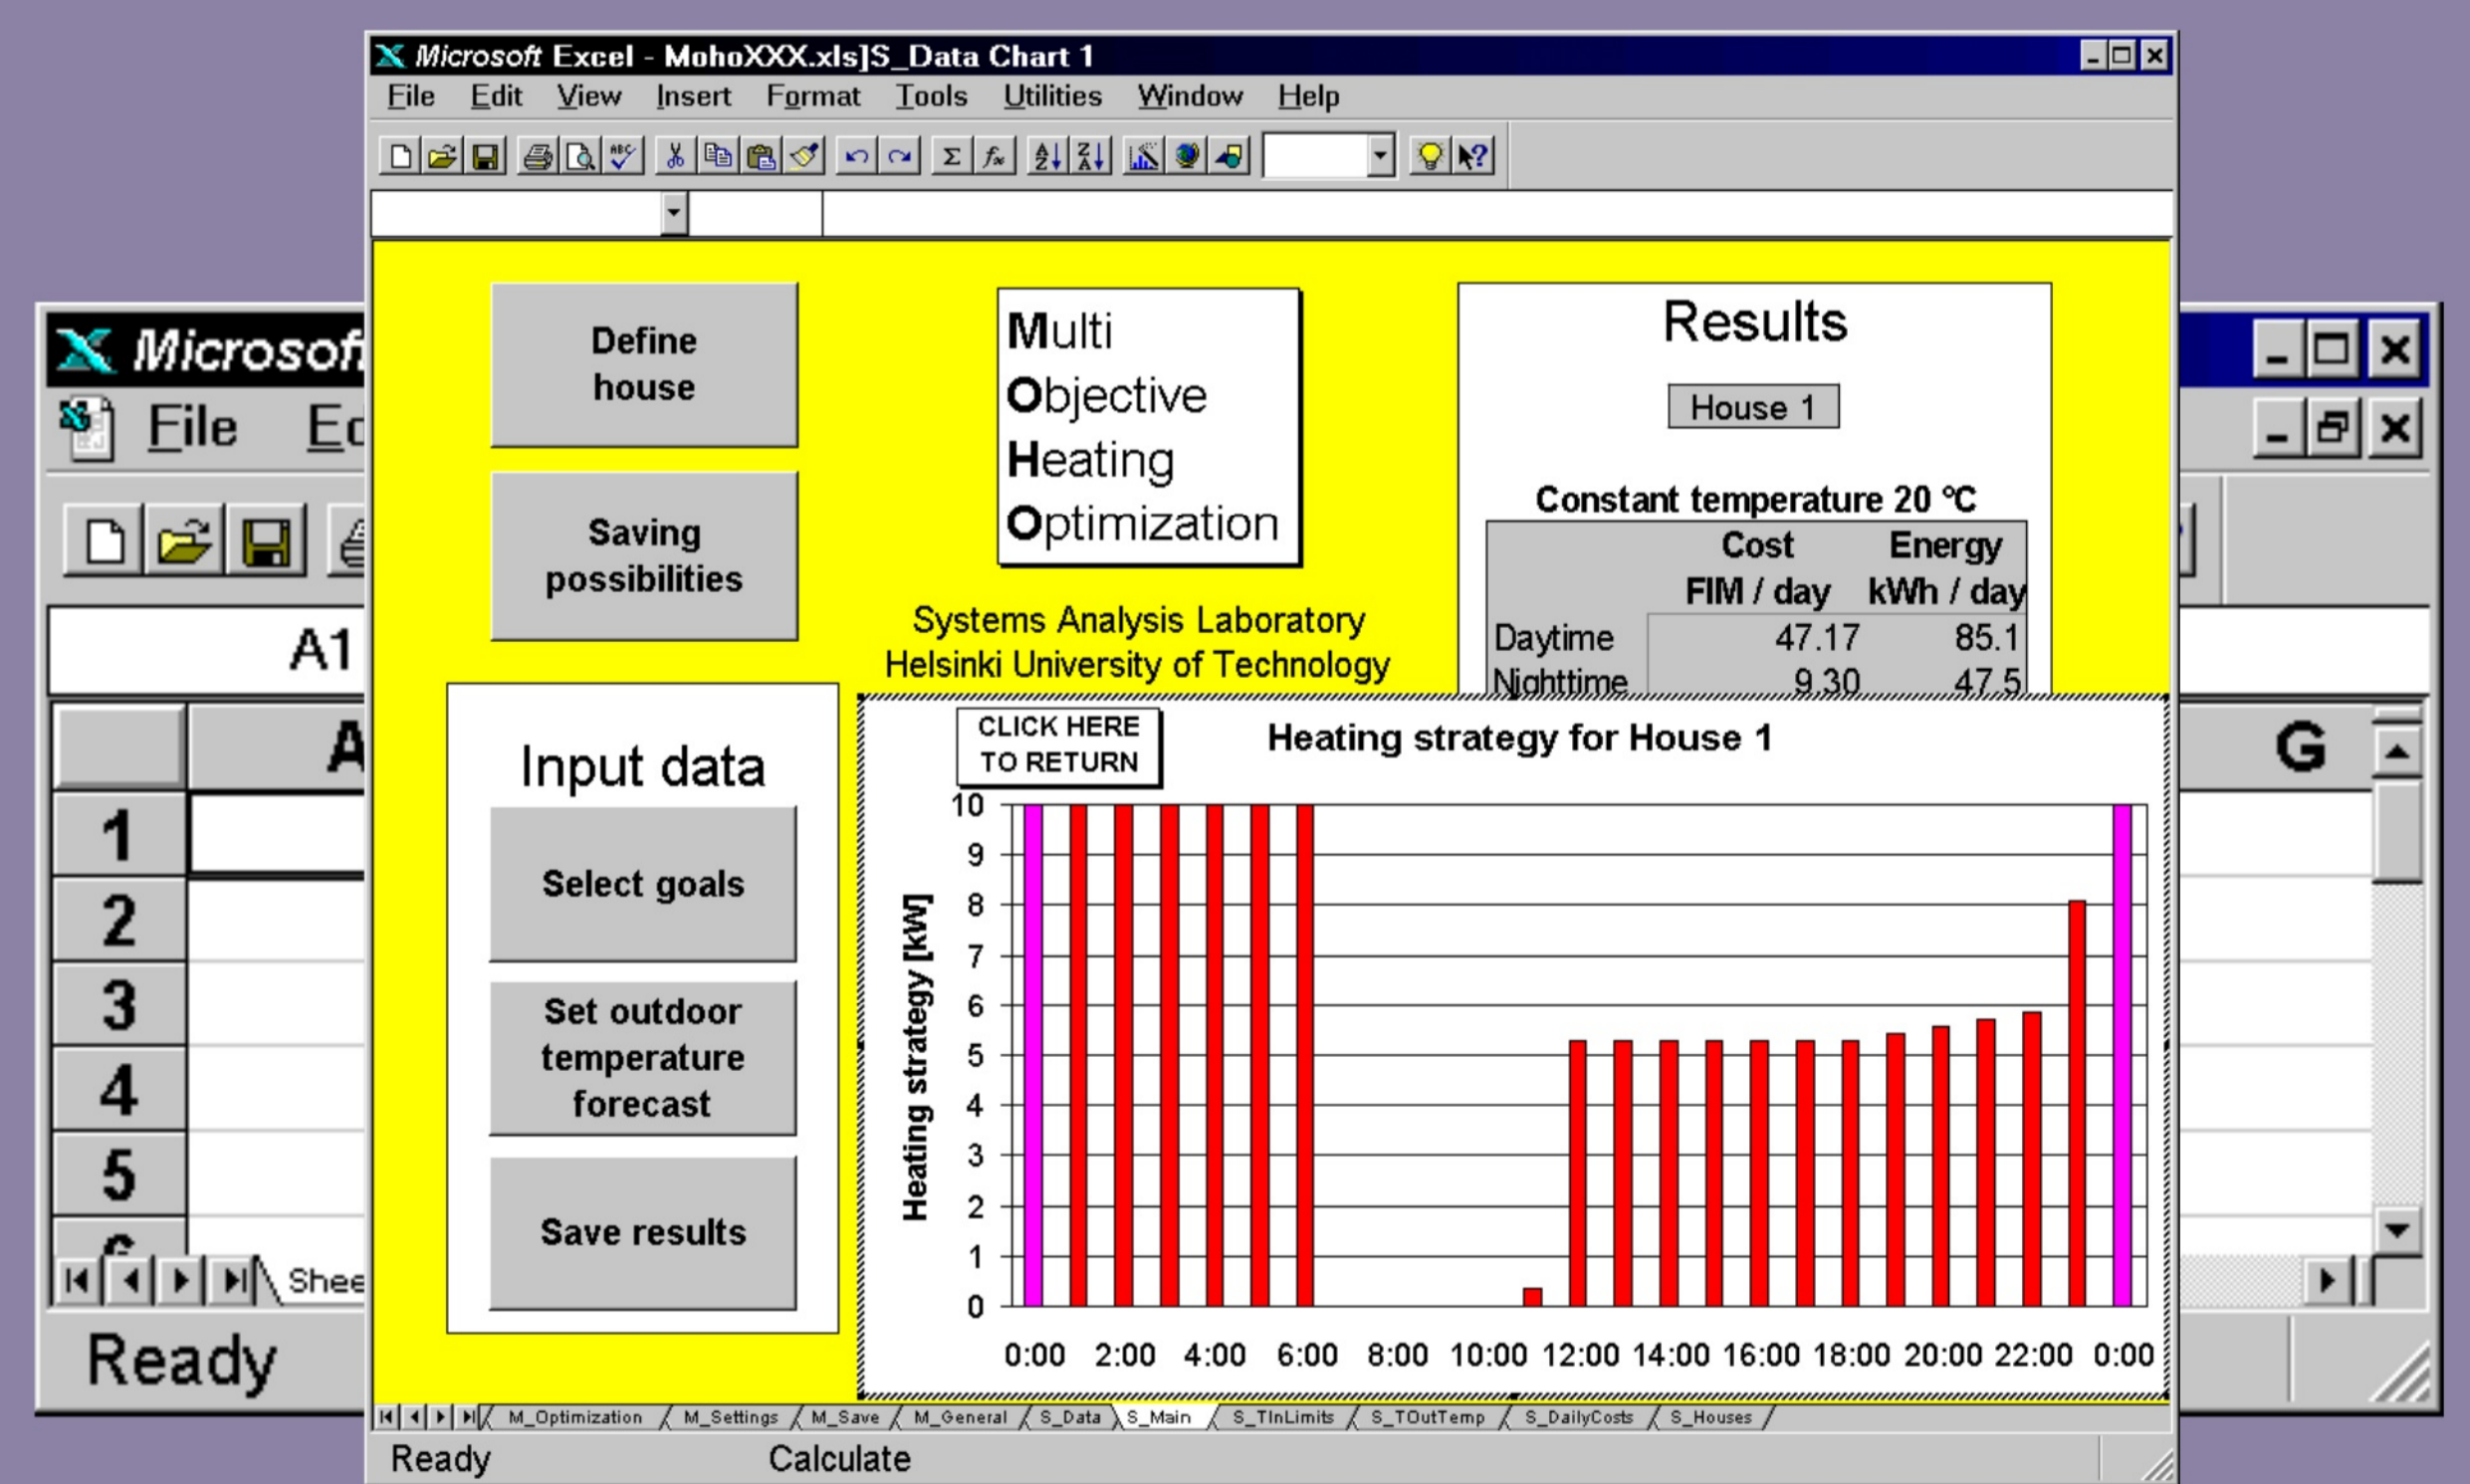 Microsoft Excel - MohoXXX.xls]S_Data Chart 1
File Edit View Insert Format Tools Utilities Window Help
ABC
Σ fx A Z Z A ?
Define
house
Saving
possibilities
Multi
Objective
Heating
Optimization
Systems Analysis Laboratory
Helsinki University of Technology
Results
House 1
Constant temperature 20 °C
Cost Energy
FIM / day kWh / day
Daytime 47.17 85.1
Nighttime 9.30 47.5
Input data
Select goals
Set outdoor
temperature
forecast
Save results
CLICK HERE
TO RETURN
Heating strategy for House 1
Heating strategy [kW]
10
9
8
7
6
5
4
3
2
1
0
0:00 2:00 4:00 6:00 8:00 10:00 12:00 14:00 16:00 18:00 20:00 22:00 0:00
M_Optimization M_Settings M_Save M_General S_Data S_Main S_TInLimits S_TOutTemp S_DailyCosts S_Houses
Ready Calculate
Microsof
File Ed
A1
A G
1
2
3
4
5
6
Shee
Ready